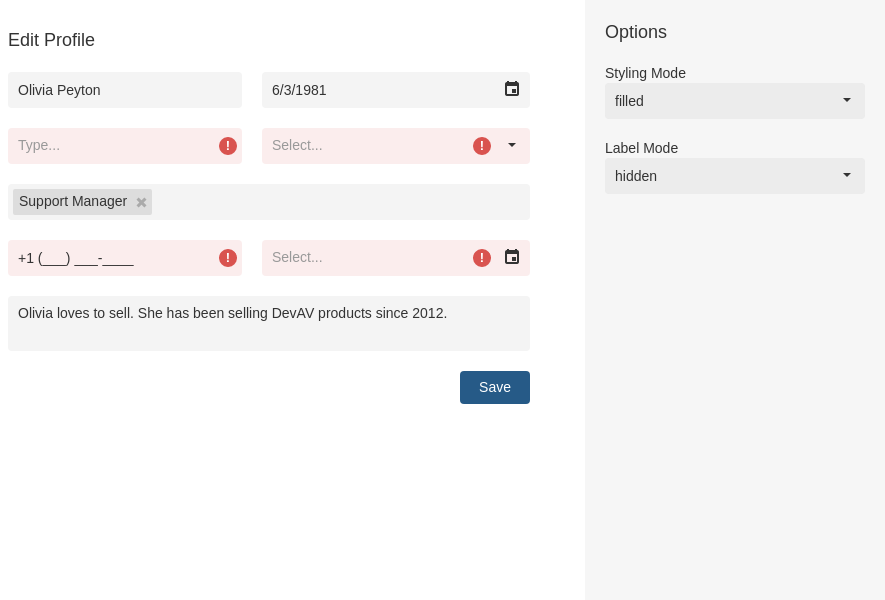 Edit Profile
Olivia Peyton
6/3/1981
Type...
Select...
Support Manager
+1 (___) ___-____
Select...
Olivia loves to sell. She has been selling DevAV products since 2012.
Save
Options
Styling Mode
filled
Label Mode
hidden